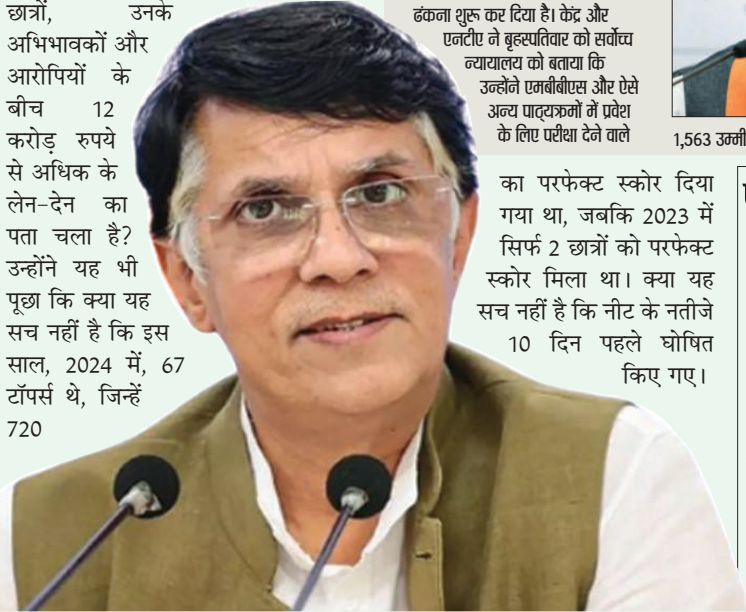 छात्रों, उनके
अभिभावकों और
आरोपियों के
बीच 12
करोड़ रुपये
से अधिक के
लेन-देन का
पता चला है?
उन्होंने यह भी
पूछा कि क्या यह
सच नहीं है कि इस
साल, 2024 में, 67
टॉपर्स थे, जिन्हें
720
ढंकना शुरू कर दिया है। केंद्र और
एनटीए ने बृहस्पतिवार को सर्वोच्च
न्यायालय को बताया कि
उन्होंने एमबीबीएस और ऐसे
अन्य पाठ्यक्रमों में प्रवेश
के लिए परीक्षा देने वाले
1,563
का परफेक्ट स्कोर दिया
गया था, जबकि 2023 में
सिर्फ 2 छात्रों को परफेक्ट
स्कोर मिला था। क्या यह
सच नहीं है कि नीट के नतीजे
10 दिन पहले घोषित
किए गए।